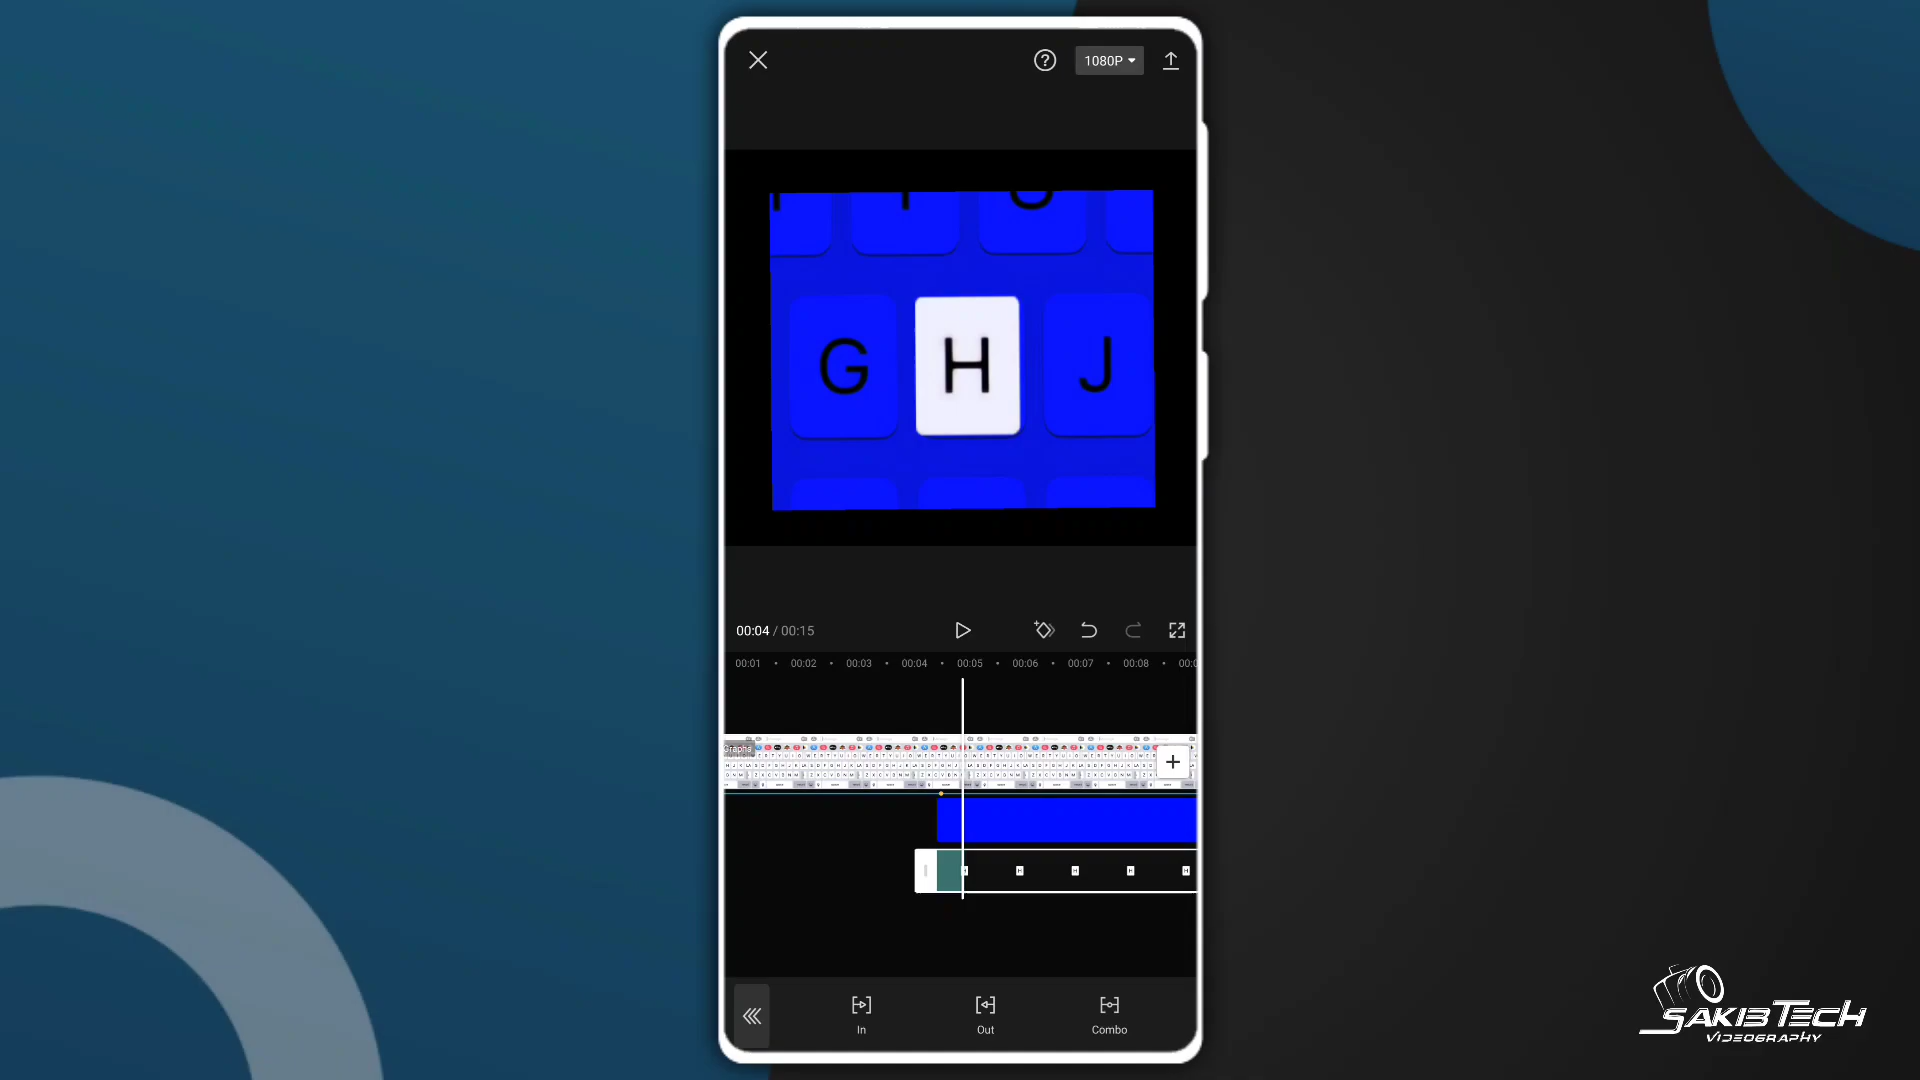 1080P
G H J
00:04 / 00:15
00:01 00:02 00:03 00:04 00:05 00:06 00:07 00:08
Graphs
H H H H
In Out Combo
SAKIB TECH
VIDEOGRAPHY